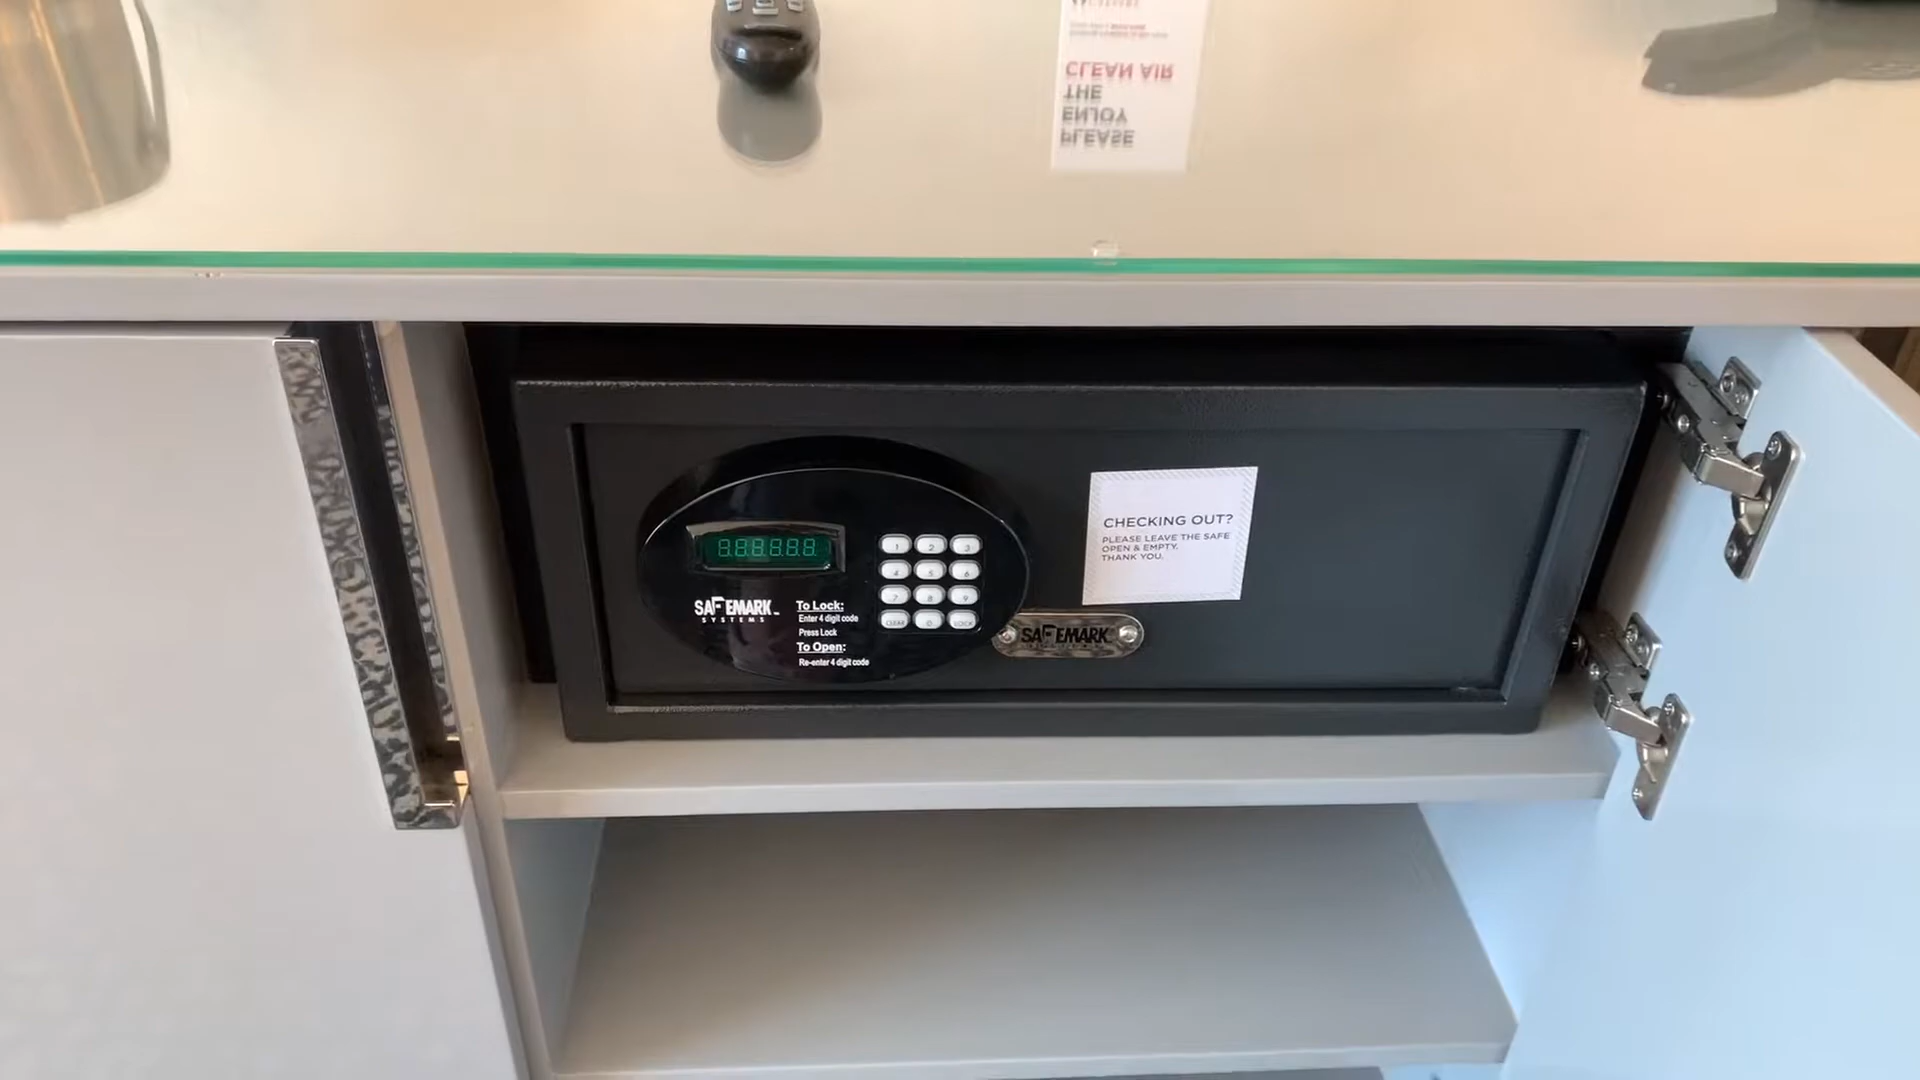 CLEAN AIR
THE
ENJOY
PLEASE
888888
SAFEMARK
SYSTEMS
To Lock:
Enter 4 digit code
Press Lock
To Open:
Re-enter 4 digit code
1 2 3
4 5 6
7 8 9
CLEAR 0 LOCK
SAFEMARK
CHECKING OUT?
PLEASE LEAVE THE SAFE
OPEN & EMPTY.
THANK YOU.